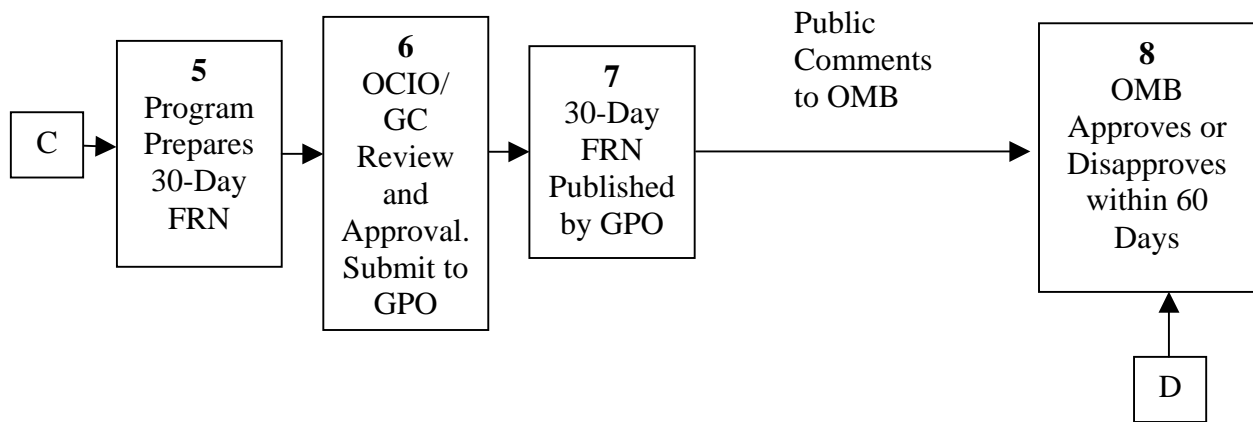 C
5
Program
Prepares
30-Day
FRN
6
OCIO/
GC
Review
and
Approval.
Submit to
GPO
7
30-Day
FRN
Published
by GPO
Public
Comments
to OMB
8
OMB
Approves or
Disapproves
within 60
Days
D